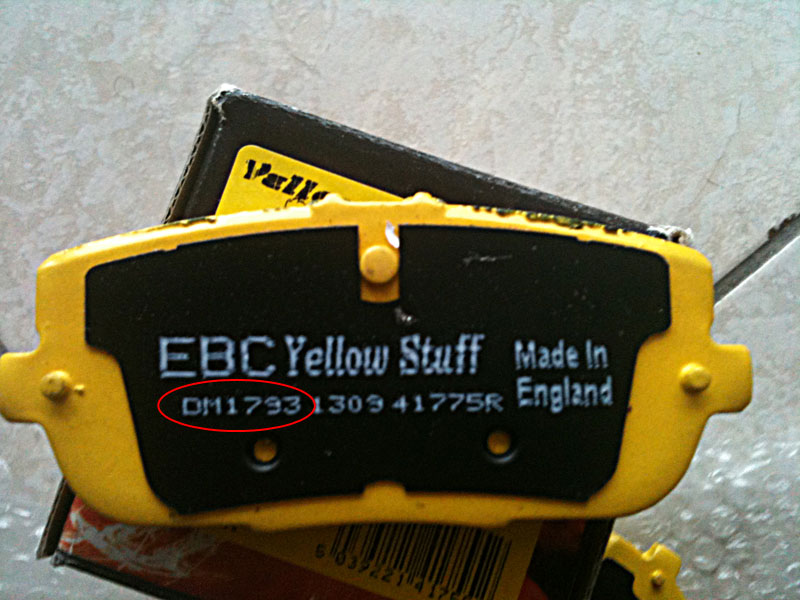 EBC Yellow Stuff Made In England
DM1793 1309 41775R